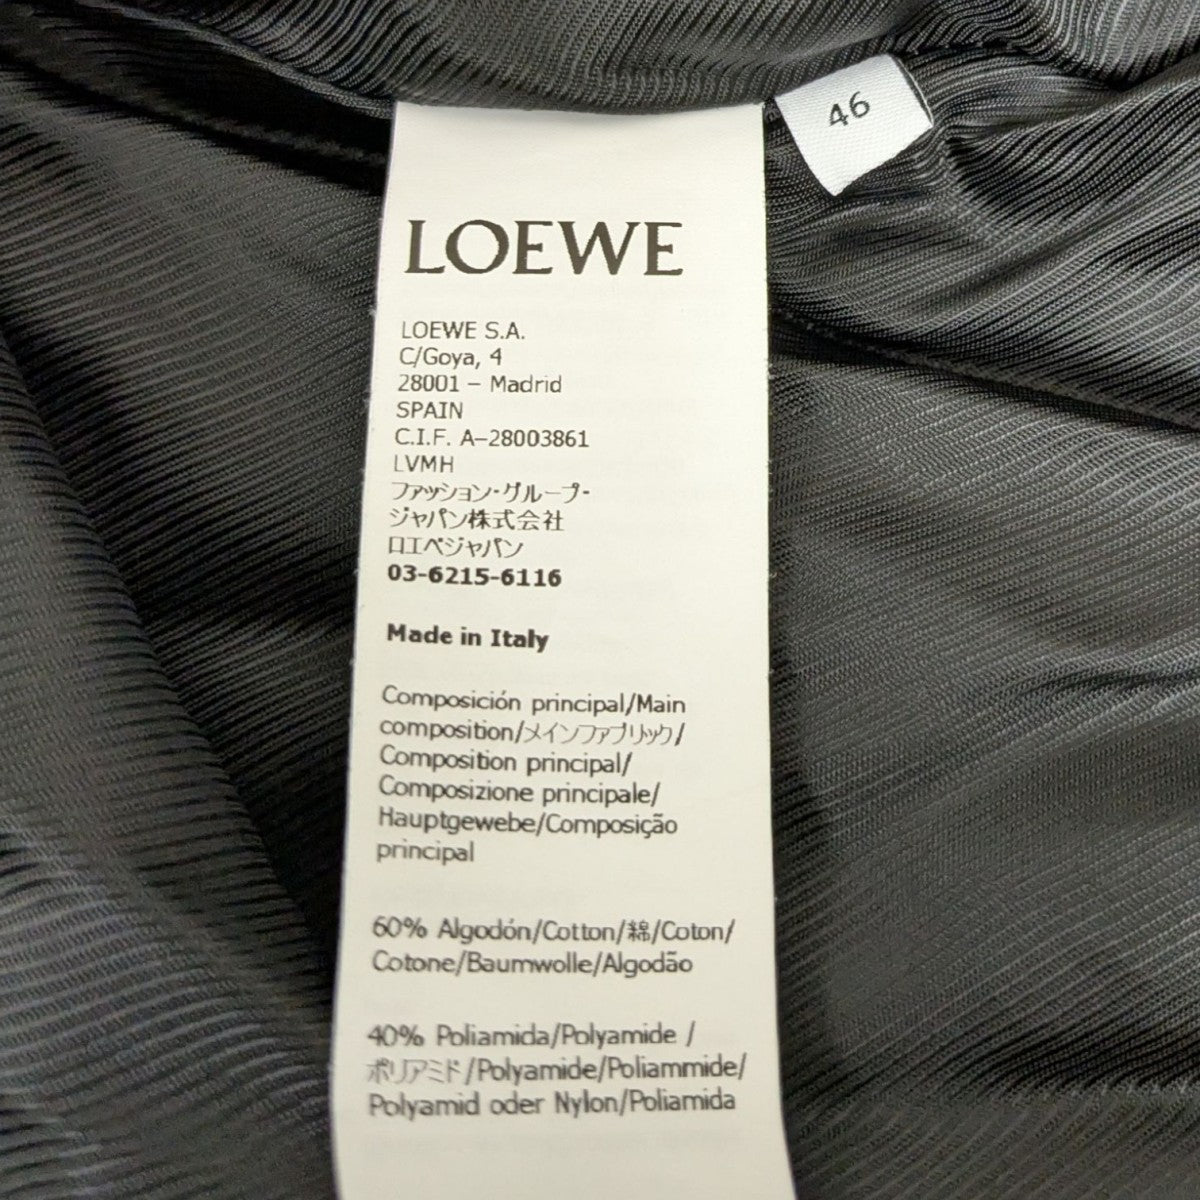 46
LOEWE
LOEWE S.A.
C/Goya, 4
28001 – Madrid
SPAIN
C.I.F. A-28003861
LVMH
ファッション・グループ・
ジャパン株式会社
ロエベジャパン
03-6215-6116
Made in Italy
Composición principal/Main
composition/メインファブリック/
Composition principal/
Composizione principale/
Hauptgewebe/Composição
principal
60% Algodón/Cotton/綿/Coton/
Cotone/Baumwolle/Algodão
40% Poliamida/Polyamide /
ポリアミド/Polyamide/Poliammide/
Polyamid oder Nylon/Poliamida